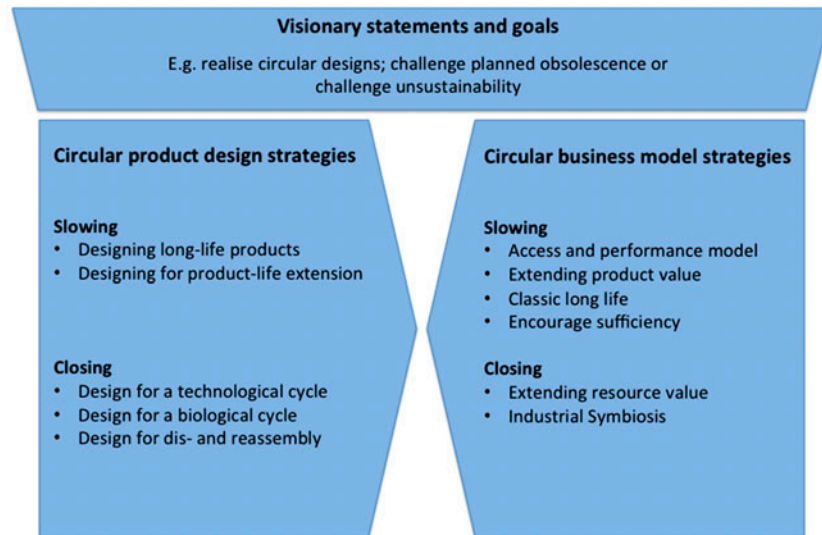 Visionary statements and goals
E.g. realise circular designs; challenge planned obsolescence or
challenge unsustainability
Circular product design strategies
Slowing
• Designing long-life products
• Designing for product-life extension
Closing
• Design for a technological cycle
• Design for a biological cycle
• Design for dis- and reassembly
Circular business model strategies
Slowing
• Access and performance model
• Extending product value
• Classic long life
• Encourage sufficiency
Closing
• Extending resource value
• Industrial Symbiosis